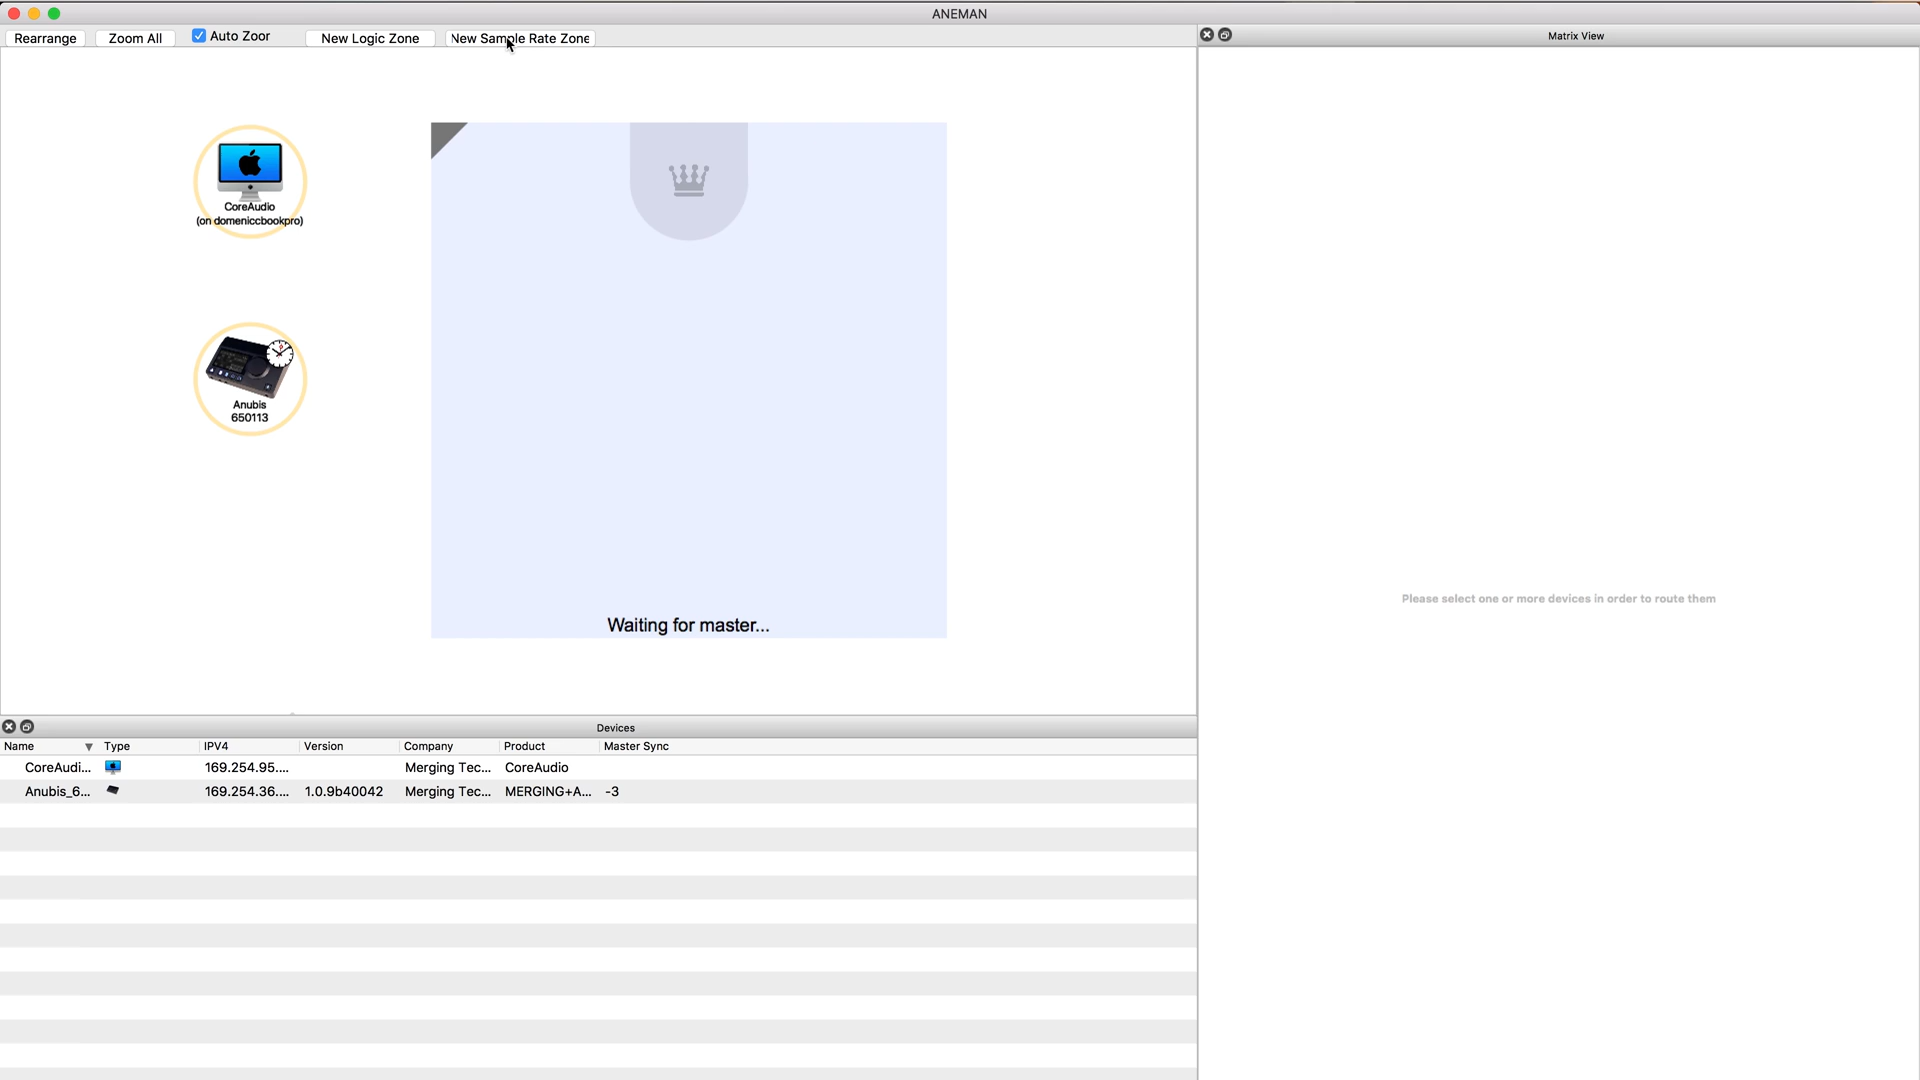 ANEMAN
Rearrange Zoom All Auto Zoor New Logic Zone New Sample Rate Zone
Matrix View
CoreAudio
(on domeniccbookpro)
Anubis
650113
Waiting for master...
Please select one or more devices in order to route them
Devices
Name Type IPV4 Version Company Product Master Sync
CoreAudi... 169.254.95.... Merging Tec... CoreAudio
Anubis_6... 169.254.36.... 1.0.9b40042 Merging Tec... MERGING+A... -3